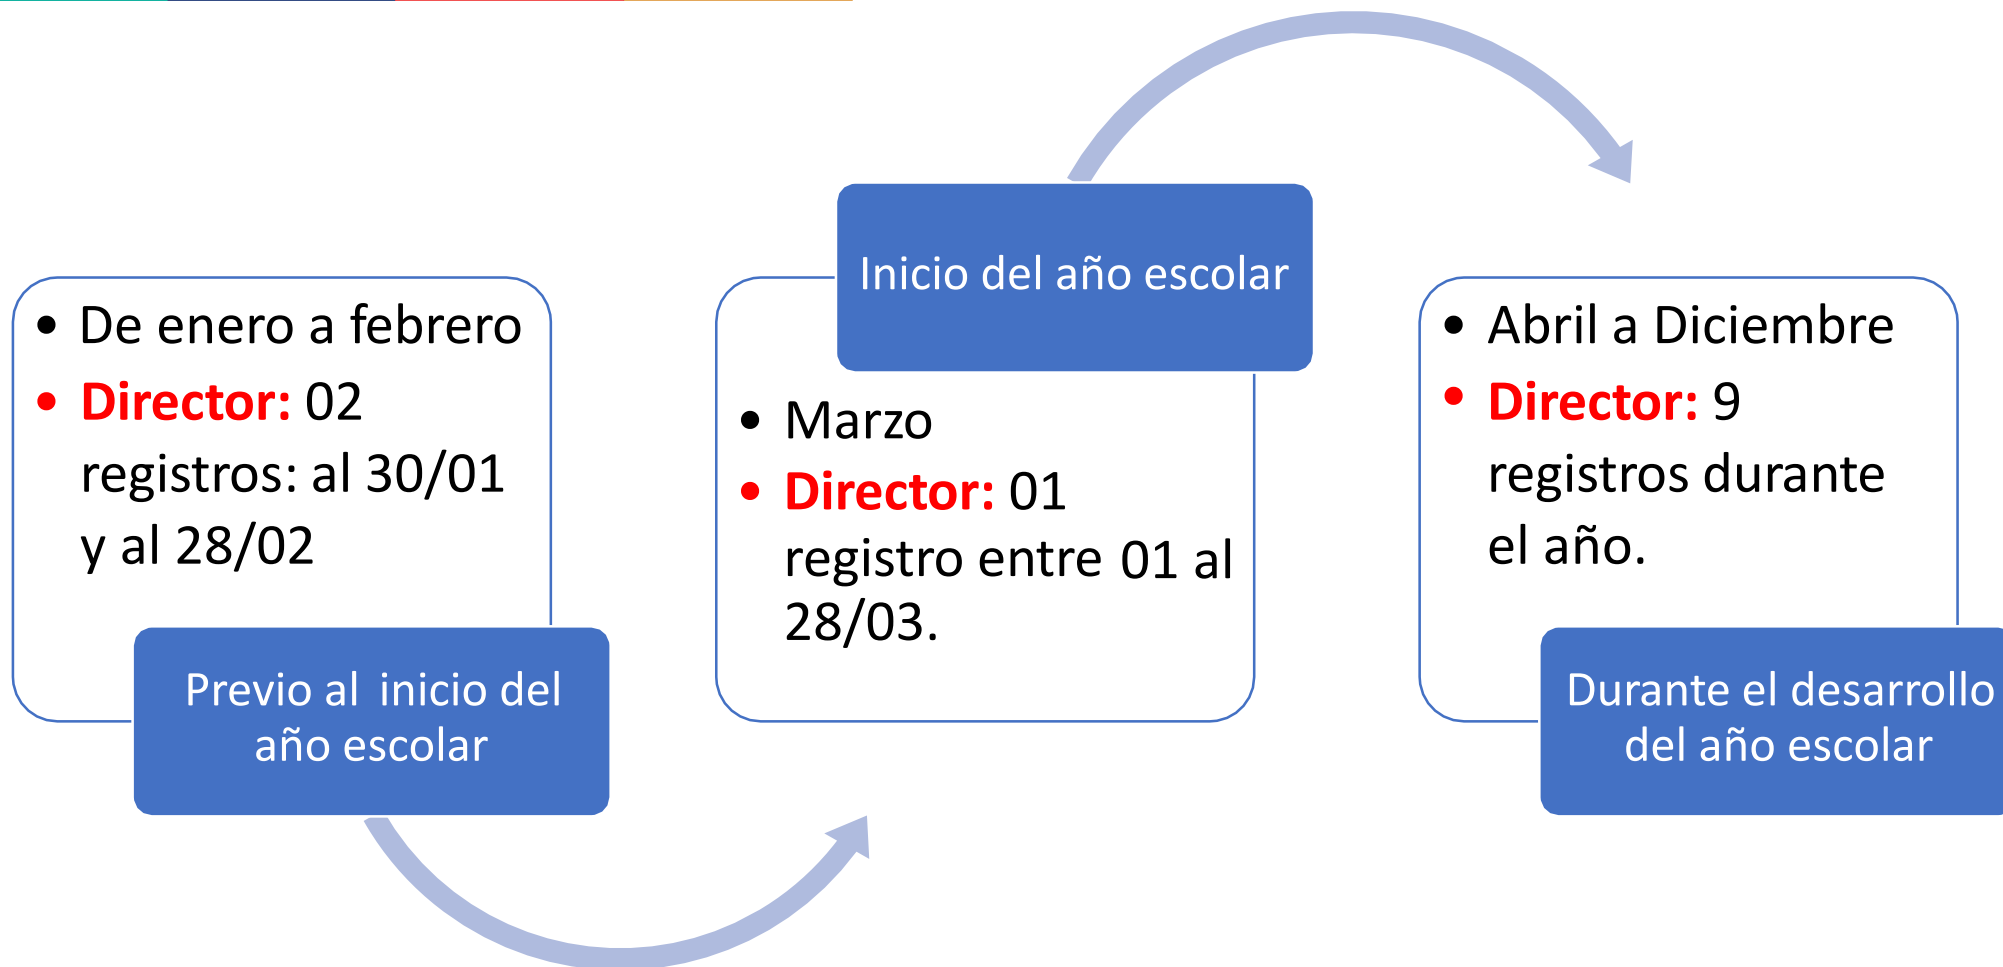 • De enero a febrero
• Director: 02
registros: al 30/01
y al 28/02
Previo al inicio del
año escolar
Inicio del año escolar
• Marzo
• Director: 01
registro entre 01 al
28/03.
• Abril a Diciembre
• Director: 9
registros durante
el año.
Durante el desarrollo
del año escolar